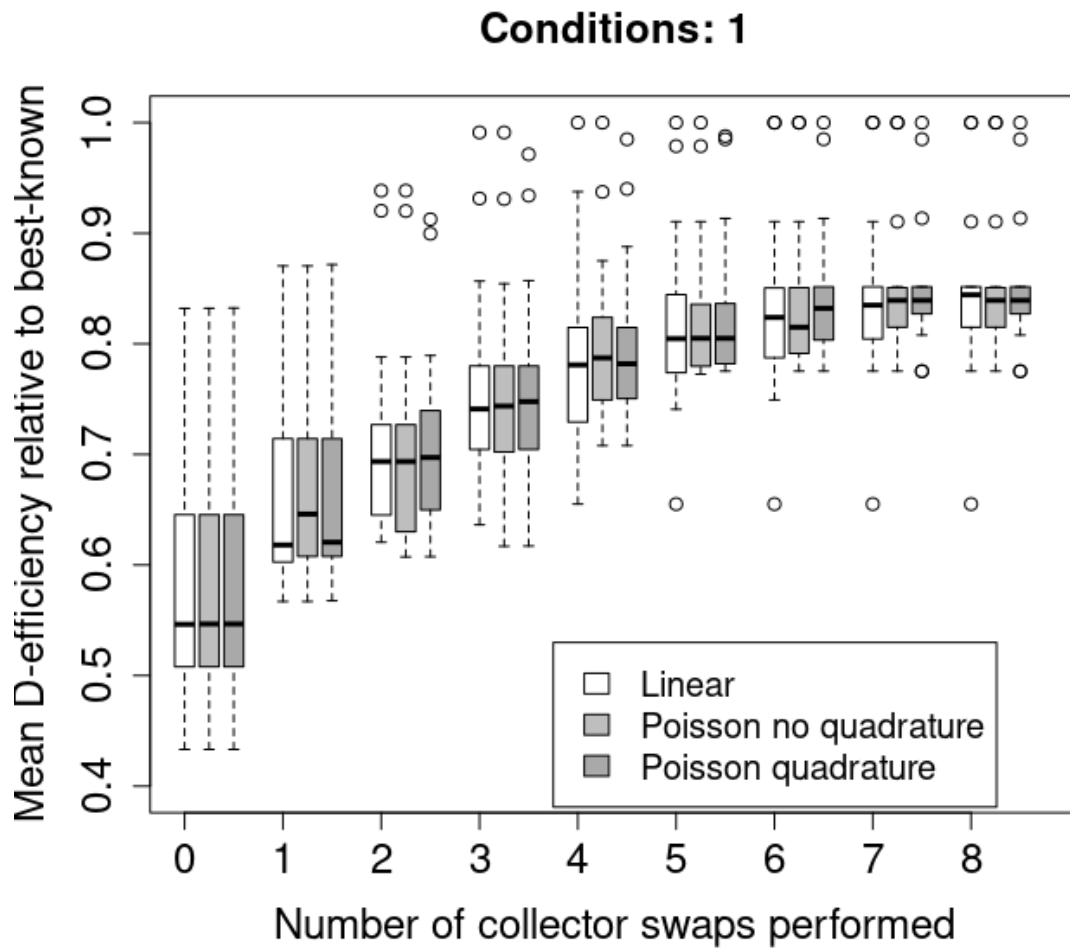 Conditions: 1
Mean D-efficiency relative to best-known
1.0
0.9
0.8
0.7
0.6
0.5
0.4
Linear
Poisson no quadrature
Poisson quadrature
0 1 2 3 4 5 6 7 8
Number of collector swaps performed